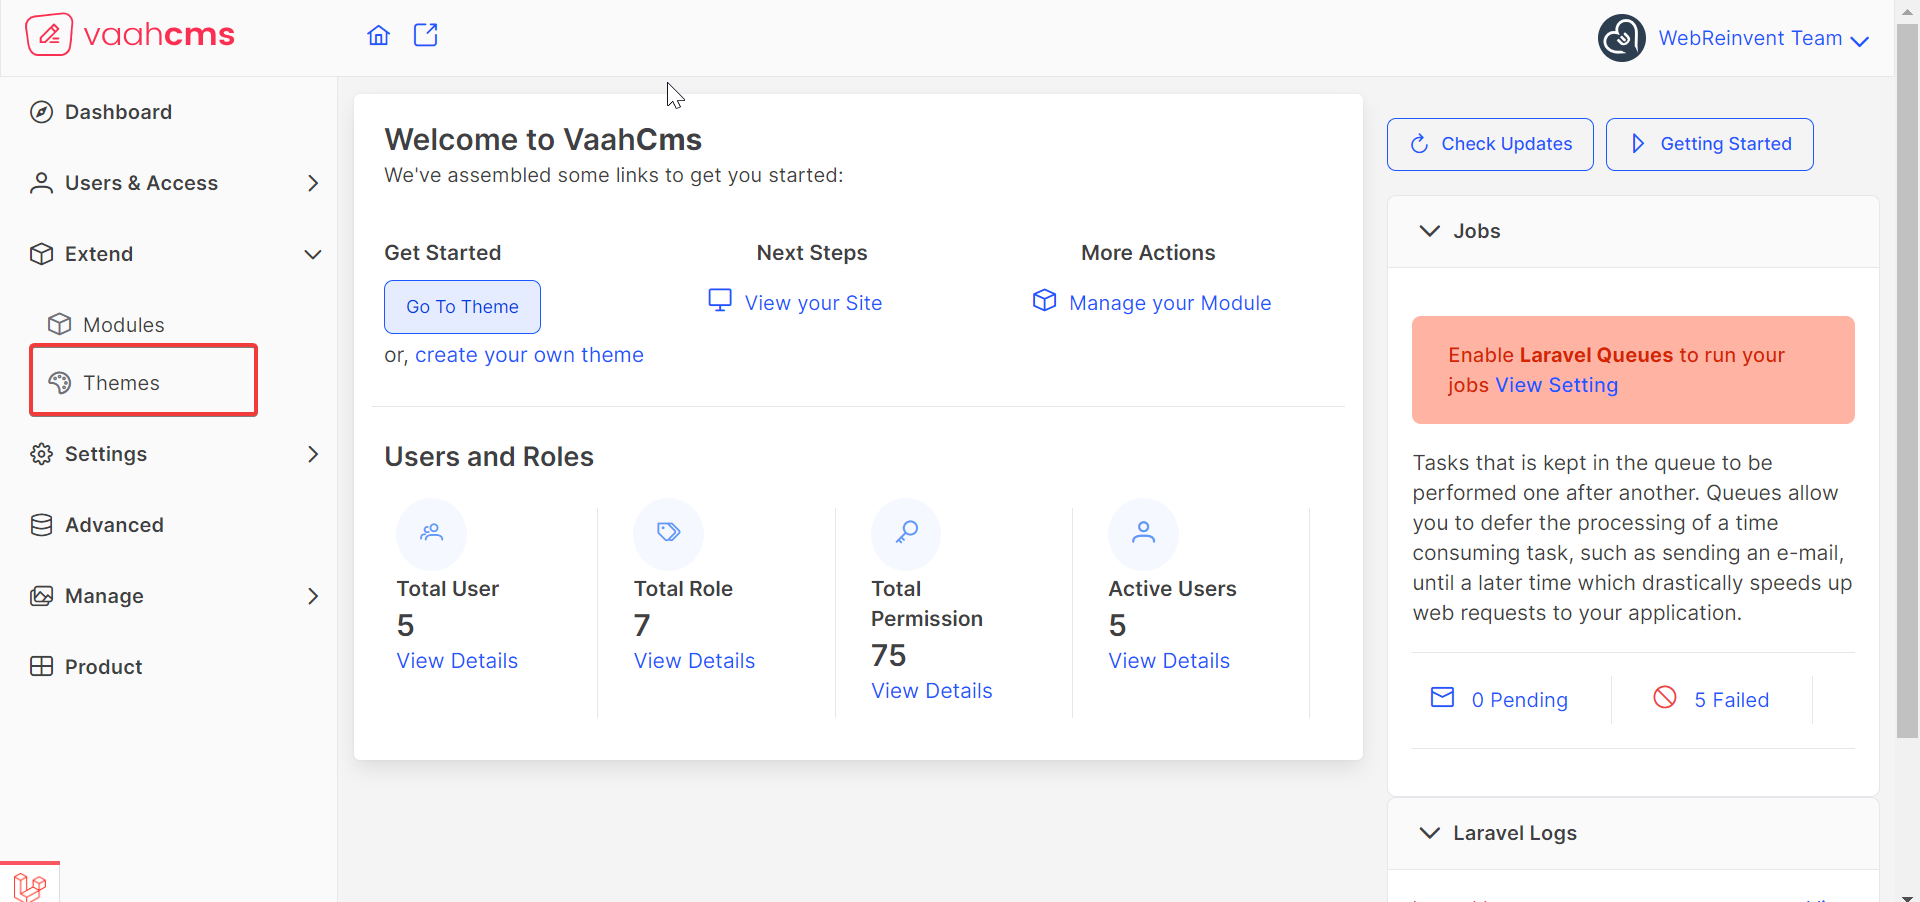 vaahcms
WebReinvent Team
Dashboard
Users & Access
Extend
Modules
Themes
Settings
Advanced
Manage
Product
Welcome to VaahCms
We've assembled some links to get you started:
Get Started
Go To Theme
or, create your own theme
Next Steps
View your Site
More Actions
Manage your Module
Users and Roles
Total User
5
View Details
Total Role
7
View Details
Total
Permission
75
View Details
Active Users
5
View Details
Check Updates
Getting Started
Jobs
Enable Laravel Queues to run your
jobs View Setting
Tasks that is kept in the queue to be
performed one after another. Queues allow
you to defer the processing of a time
consuming task, such as sending an e-mail,
until a later time which drastically speeds up
web requests to your application.
0 Pending
5 Failed
Laravel Logs